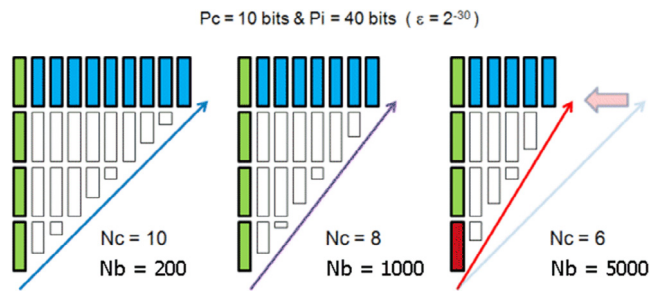 Pc = 10 bits & Pi = 40 bits ( ε = 2⁻³⁰)
Nc = 10
Nb = 200
Nc = 8
Nb = 1000
Nc = 6
Nb = 5000